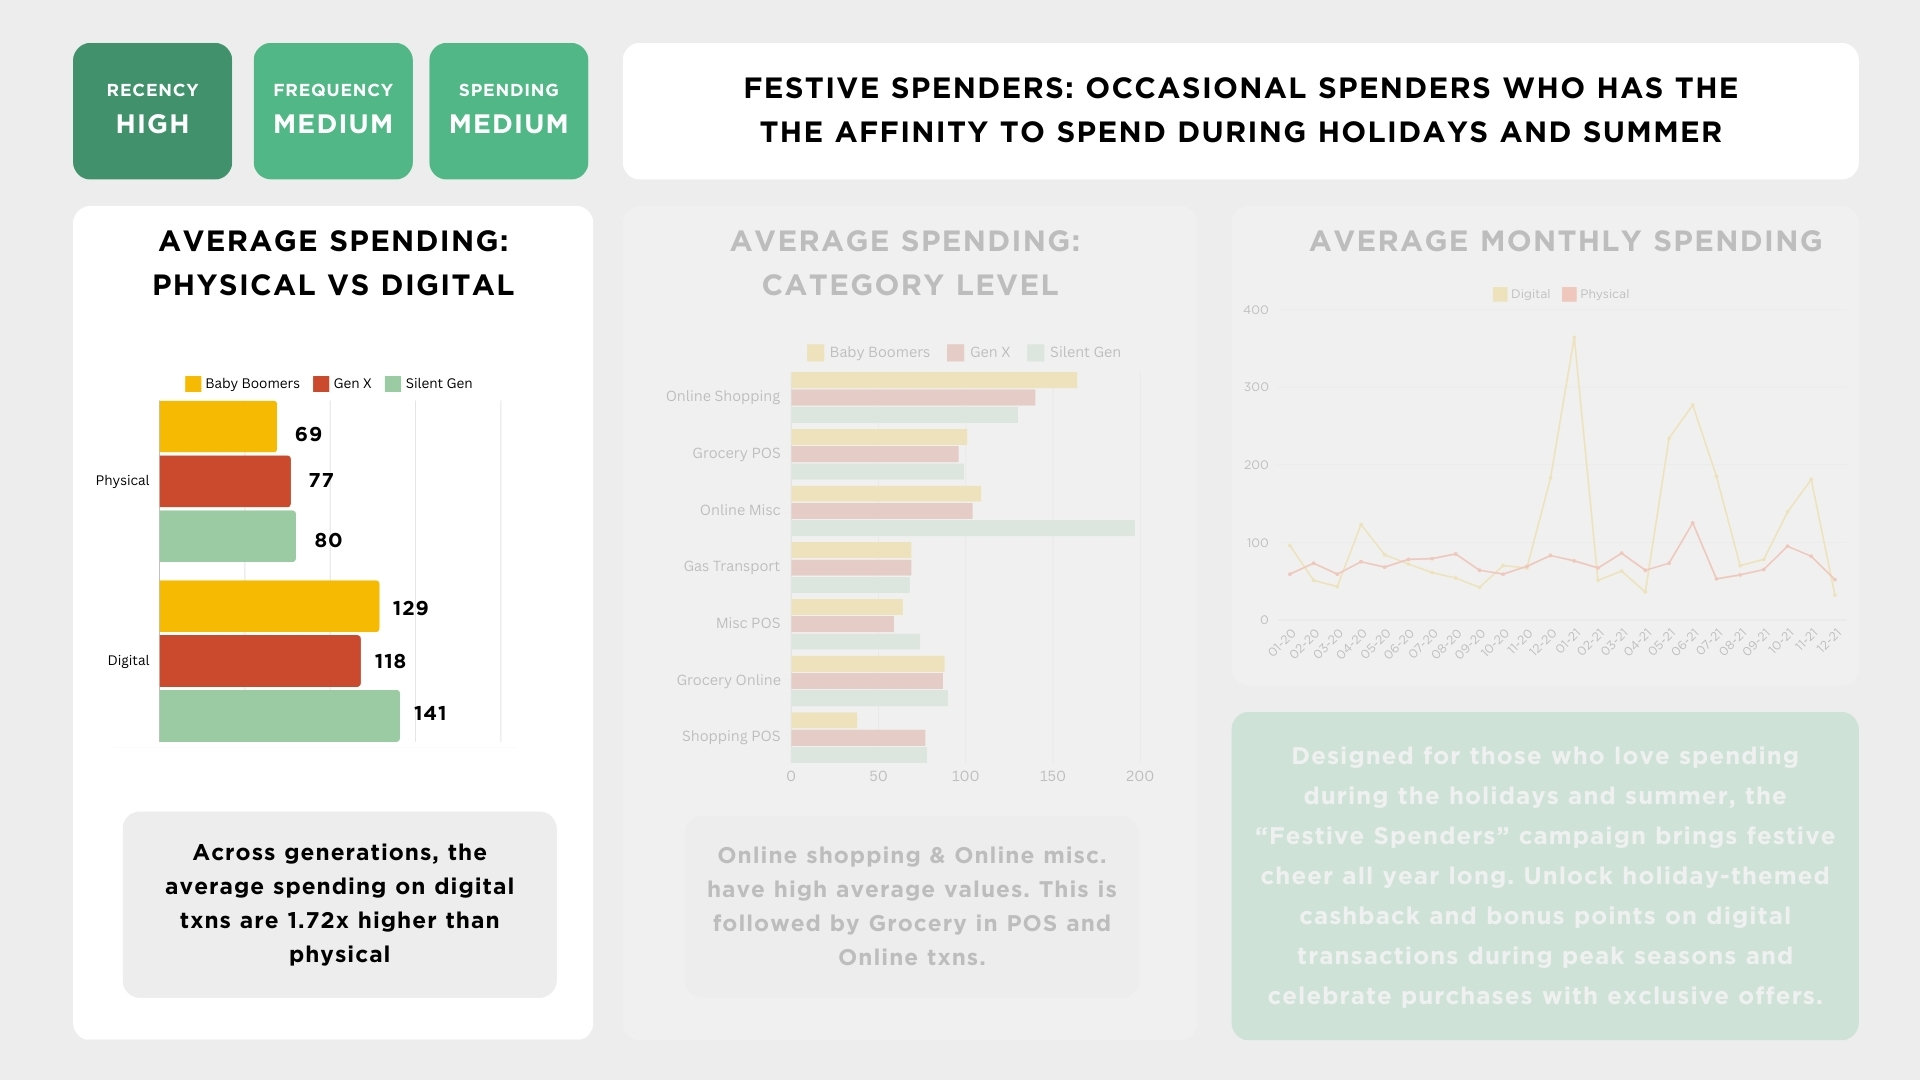 RECENCY
HIGH
FREQUENCY
MEDIUM
SPENDING
MEDIUM
FESTIVE SPENDERS: OCCASIONAL SPENDERS WHO HAS THE
THE AFFINITY TO SPEND DURING HOLIDAYS AND SUMMER
AVERAGE SPENDING:
PHYSICAL VS DIGITAL
Baby Boomers
Gen X
Silent Gen
Physical
69
77
80
Digital
129
118
141
Across generations, the
average spending on digital
txns are 1.72x higher than
physical
AVERAGE SPENDING:
CATEGORY LEVEL
Baby Boomers
Gen X
Silent Gen
Online Shopping
Grocery POS
Online Misc
Gas Transport
Misc POS
Grocery Online
Shopping POS
0 50 100 150 200
Online shopping & Online misc.
have high average values. This is
followed by Grocery in POS and
Online txns.
AVERAGE MONTHLY SPENDING
Digital
Physical
400
300
200
100
0
01-20 02-20 03-20 04-20 05-20 06-20 07-20 08-20 09-20 10-20 11-20 12-20 01-21 02-21 03-21 04-21 05-21 06-21 07-21 08-21 09-21 10-21 11-21 12-21
Designed for those who love spending
during the holidays and summer, the
“Festive Spenders” campaign brings festive
cheer all year long. Unlock holiday-themed
cashback and bonus points on digital
transactions during peak seasons and
celebrate purchases with exclusive offers.